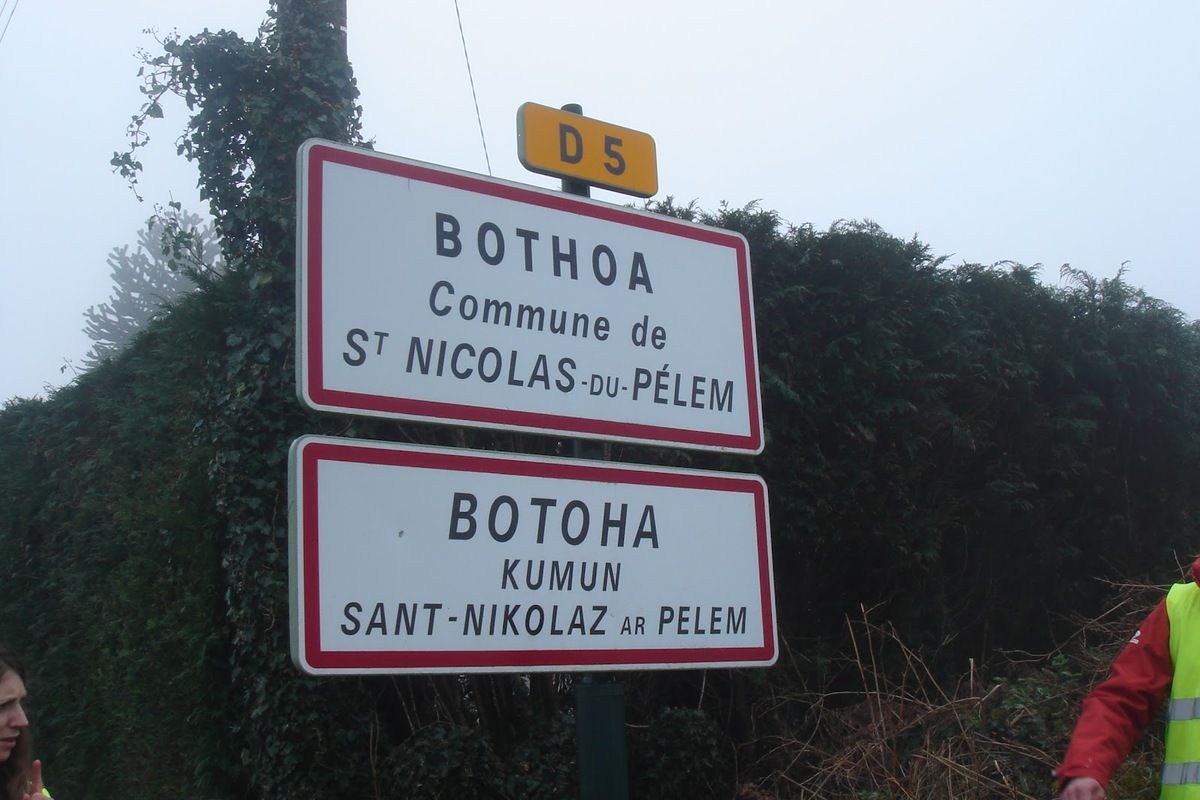 D 5
BOTHOA
Commune de
ST NICOLAS-DU-PÉLEM
BOTOHA
KUMUN
SANT-NIKOLAZ AR PELEM